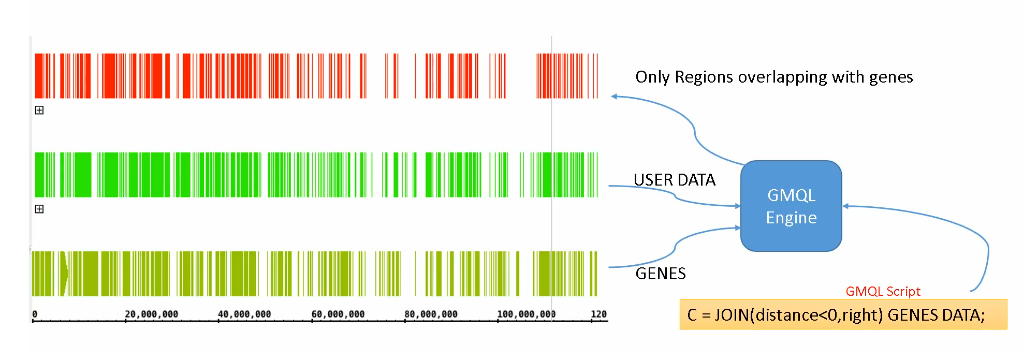 Only Regions overlapping with genes
USER DATA
GMQL
Engine
GENES
GMQL Script
C = JOIN(distance<0,right) GENES DATA;
0 20,000,000 40,000,000 60,000,000 80,000,000 100,000,000 120